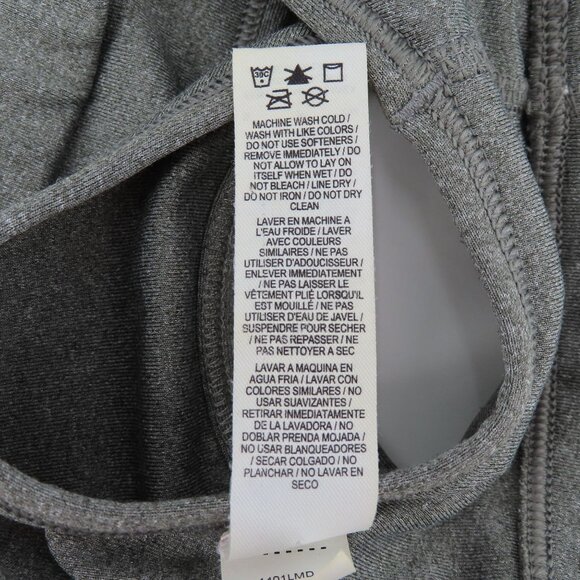 30C
MACHINE WASH COLD /
WASH WITH LIKE COLORS /
DO NOT USE SOFTENERS /
REMOVE IMMEDIATELY / DO
NOT ALLOW TO LAY ON
ITSELF WHEN WET / DO
NOT BLEACH / LINE DRY /
DO NOT IRON / DO NOT DRY
CLEAN
LAVER EN MACHINE A
L'EAU FROIDE / LAVER
AVEC COULEURS
SIMILAIRES / NE PAS
UTILISER D'ADOUCISSEUR /
ENLEVER IMMÉDIATEMENT
/ NE PAS LAISSER LE
VÊTEMENT PLIÉ LORSQU'IL
EST MOUILLÉ / NE PAS
UTILISER D'EAU DE JAVEL /
SUSPENDRE POUR SECHER
/ NE PAS REPASSER / NE
PAS NETTOYER A SEC
LAVAR A MAQUINA EN
AGUA FRIA / LAVAR CON
COLORES SIMILARES / NO
USAR SUAVIZANTES /
RETIRAR IMMEDIATAMENTE
DE LA LAVADORA / NO
DOBLAR PRENDA MOJADA /
NO USAR BLANQUEADORES
/ SECAR COLGADO / NO
PLANCHAR / NO LAVAR EN
SECO